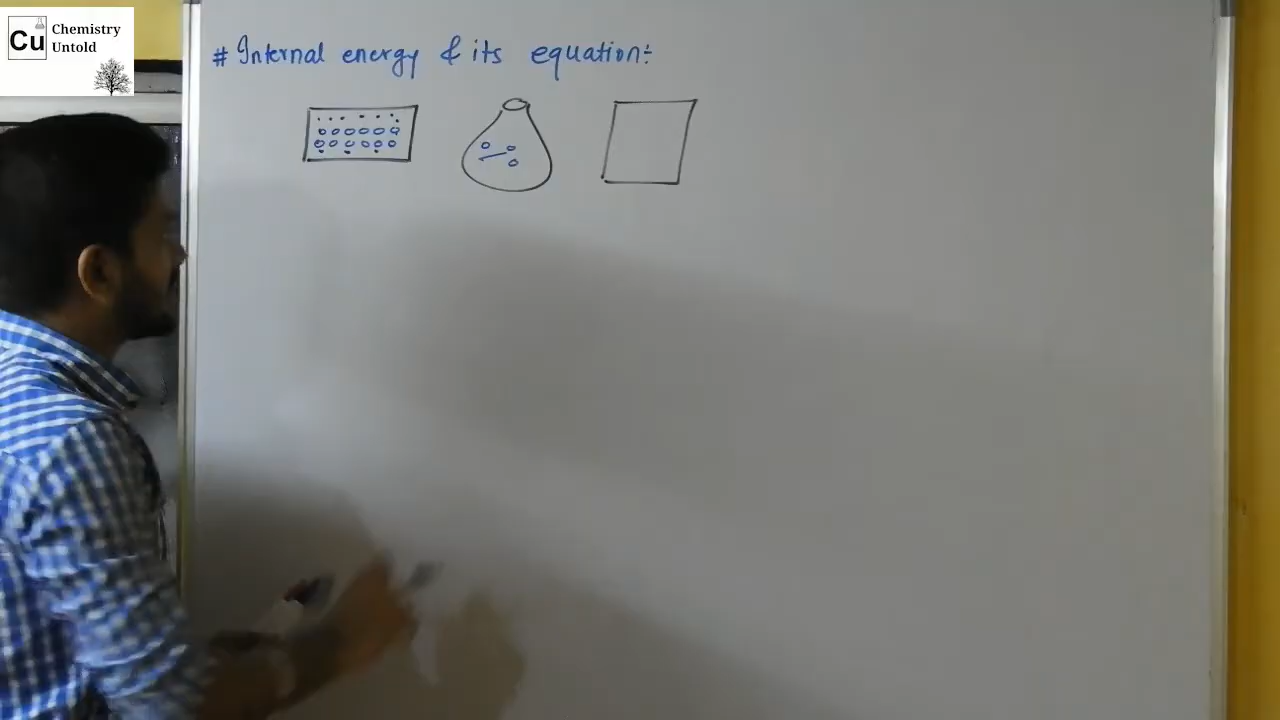 Cu
Chemistry
Untold
# Internal energy & its equation:-